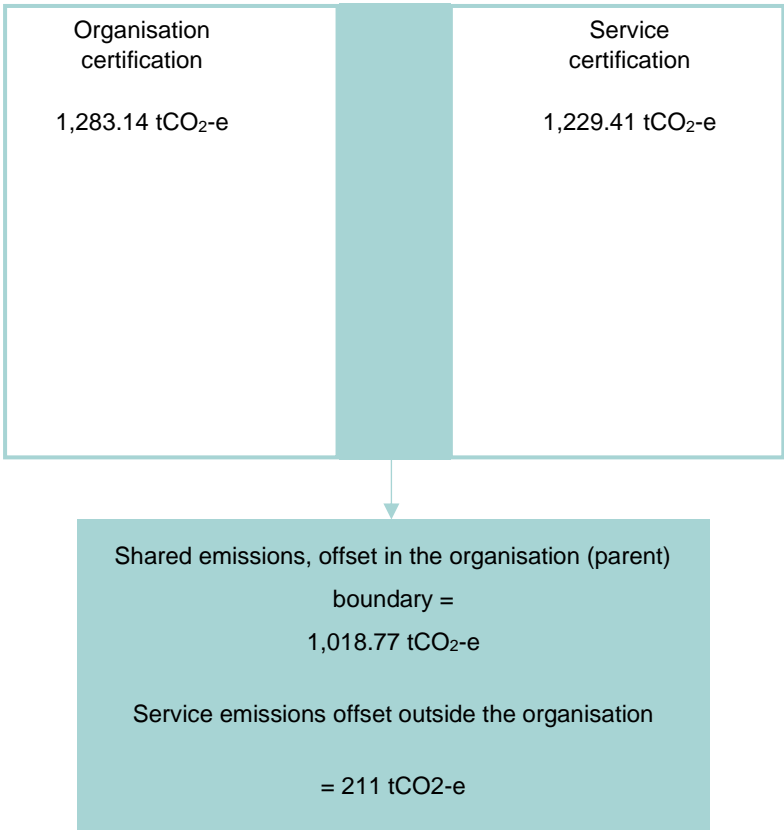 Organisation
certification
1,283.14 tCO₂-e
Service
certification
1,229.41 tCO₂-e
Shared emissions, offset in the organisation (parent)
boundary =
1,018.77 tCO₂-e
Service emissions offset outside the organisation
= 211 tCO2-e